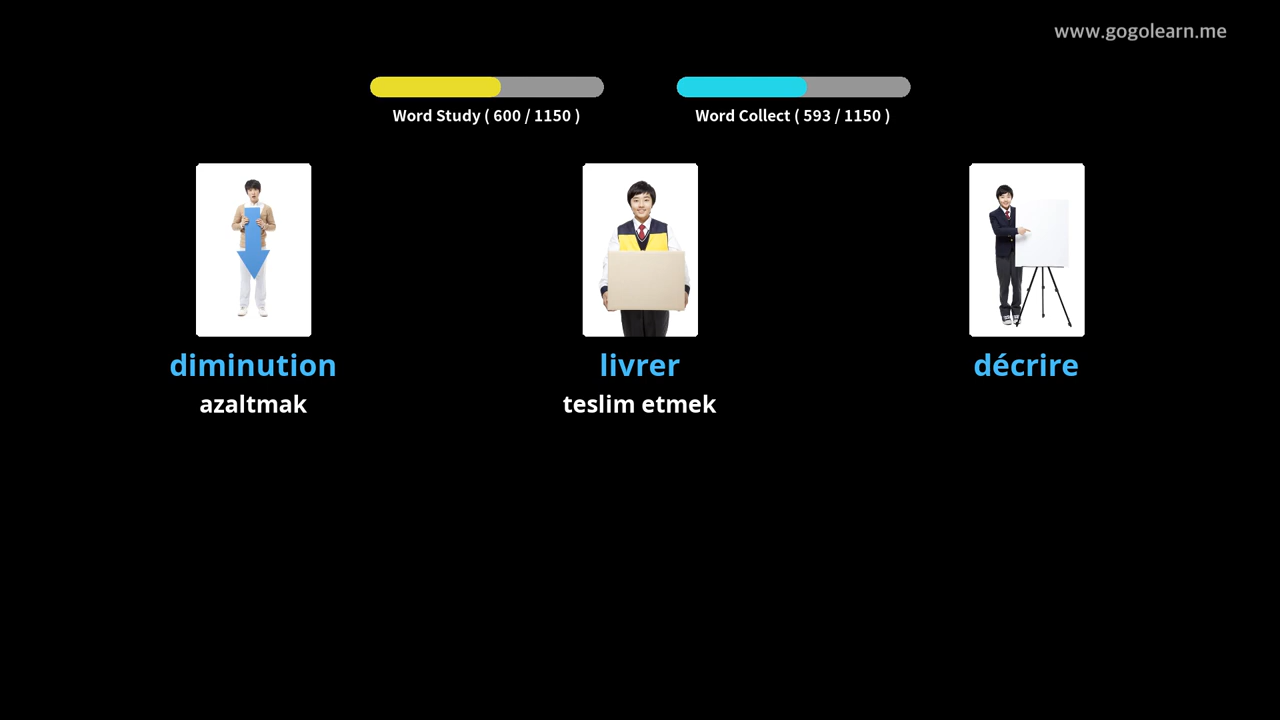 www.gogolearn.me
Word Study ( 600 / 1150 )
Word Collect ( 593 / 1150 )
diminution
azaltmak
livrer
teslim etmek
décrire